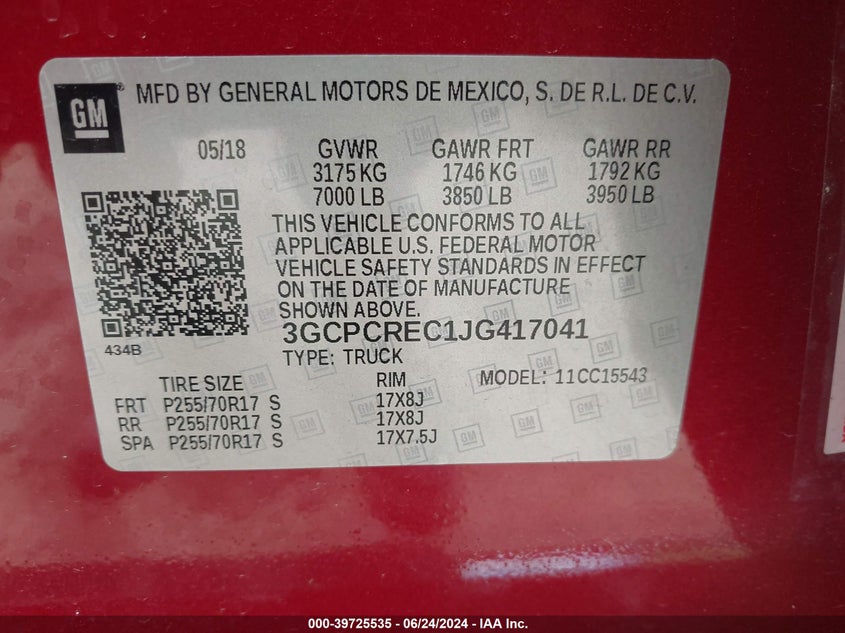 GM
MFD BY GENERAL MOTORS DE MEXICO, S. DE R.L. DE C.V.
05/18 GVWR GAWR FRT GAWR RR
3175 KG 1746 KG 1792 KG
7000 LB 3850 LB 3950 LB
THIS VEHICLE CONFORMS TO ALL
APPLICABLE U.S. FEDERAL MOTOR
VEHICLE SAFETY STANDARDS IN EFFECT
ON THE DATE OF MANUFACTURE
SHOWN ABOVE.
3GCPCREC1JG417041
434B
TYPE: TRUCK
TIRE SIZE RIM MODEL: 11CC15543
FRT P255/70R17 S 17X8J
RR P255/70R17 S 17X8J
SPA P255/70R17 S 17X7.5J
000-39725535 - 06/24/2024 - IAA Inc.